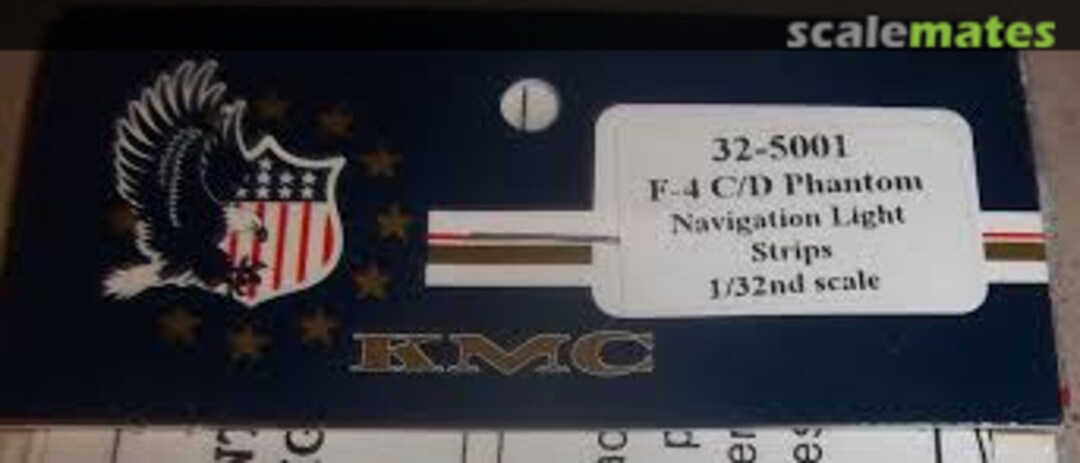 scalemates
32-5001
F-4 C/D Phantom
Navigation Light
Strips
1/32nd scale
KMC